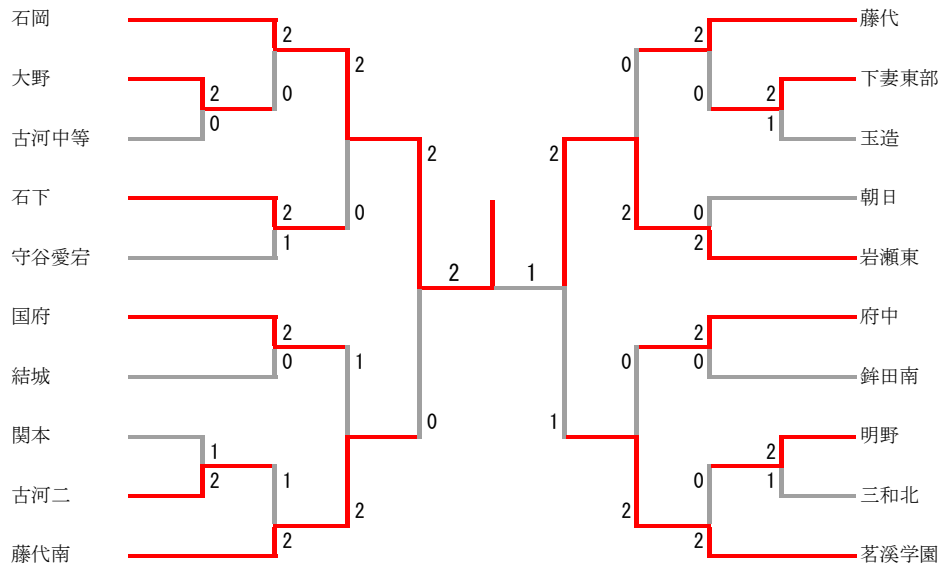 石岡
2
大野
2
0
0
古河中等
2
石下
2
0
守谷愛宕
1
2
国府
2
結城
0
1
関本
1
古河二
2
1
藤代南
2
2
0
2
1
藤代
2
0
下妻東部
2
0
玉造
1
2
朝日
0
2
岩瀬東
2
府中
2
鉾田南
0
0
明野
2
1
三和北
1
0
茗溪学園
2
2